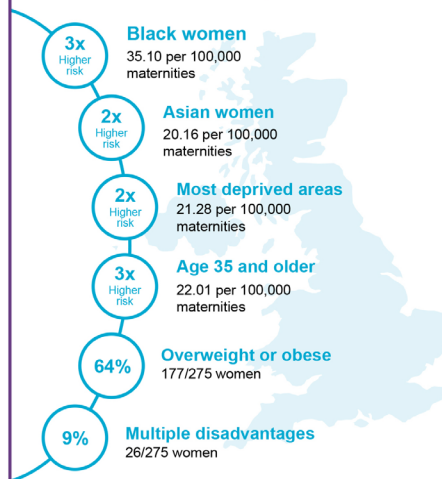 3x
Higher
risk
Black women
35.10 per 100,000
maternities
2x
Higher
risk
Asian women
20.16 per 100,000
maternities
2x
Higher
risk
Most deprived areas
21.28 per 100,000
maternities
3x
Higher
risk
Age 35 and older
22.01 per 100,000
maternities
64%
Overweight or obese
177/275 women
9%
Multiple disadvantages
26/275 women